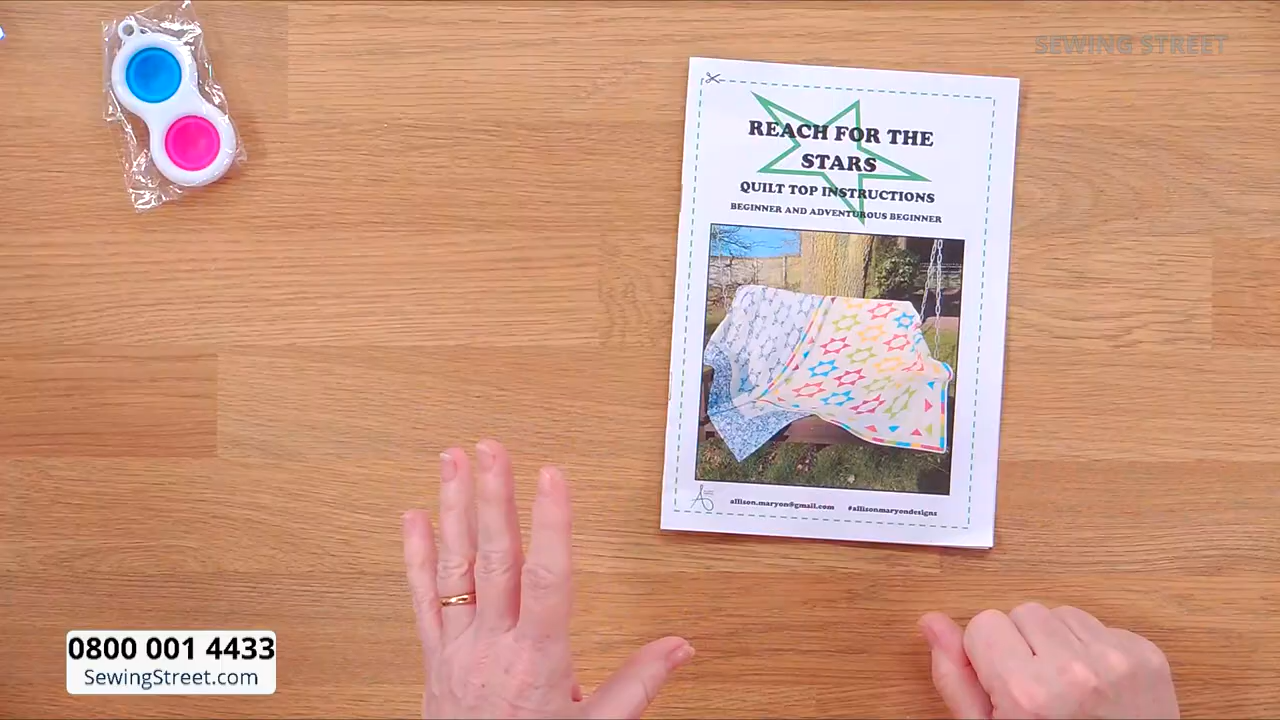 SEWING STREET
REACH FOR THE
STARS
QUILT TOP INSTRUCTIONS
BEGINNER AND ADVENTUROUS BEGINNER
allison.maryon@gmail.com #allisonmaryondesigns
0800 001 4433
SewingStreet.com